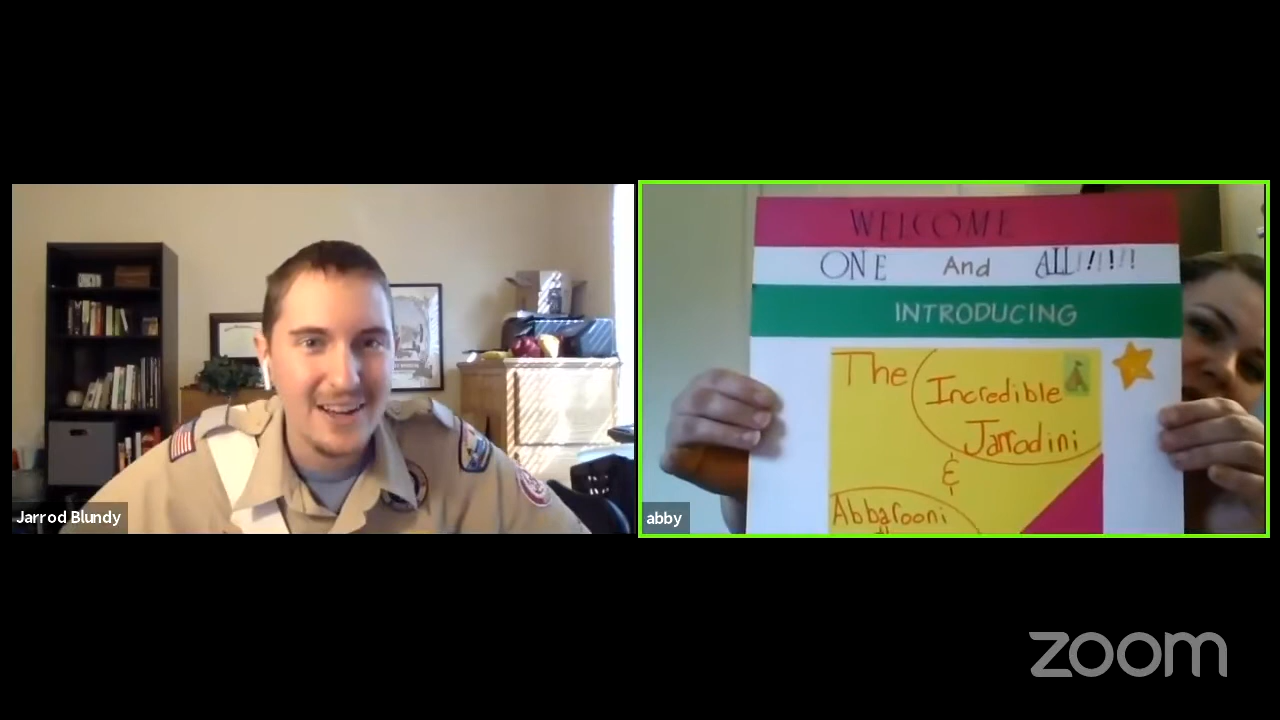 WELCOME
ONE And ALL!!!!!!
INTRODUCING
The
Incredible
Jarrodini
&
Abbarooni
Jarrod Blundy
abby
zoom